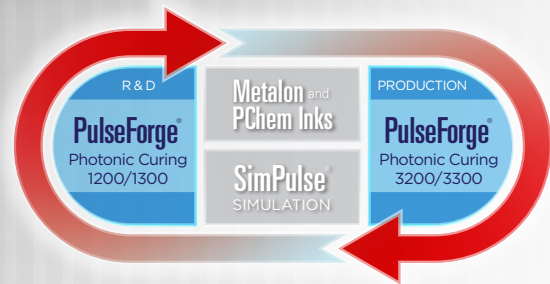 R & D
PulseForge®
Photonic Curing
1200/1300
Metalon and
PChem Inks
SimPulse®
SIMULATION
PRODUCTION
PulseForge®
Photonic Curing
3200/3300